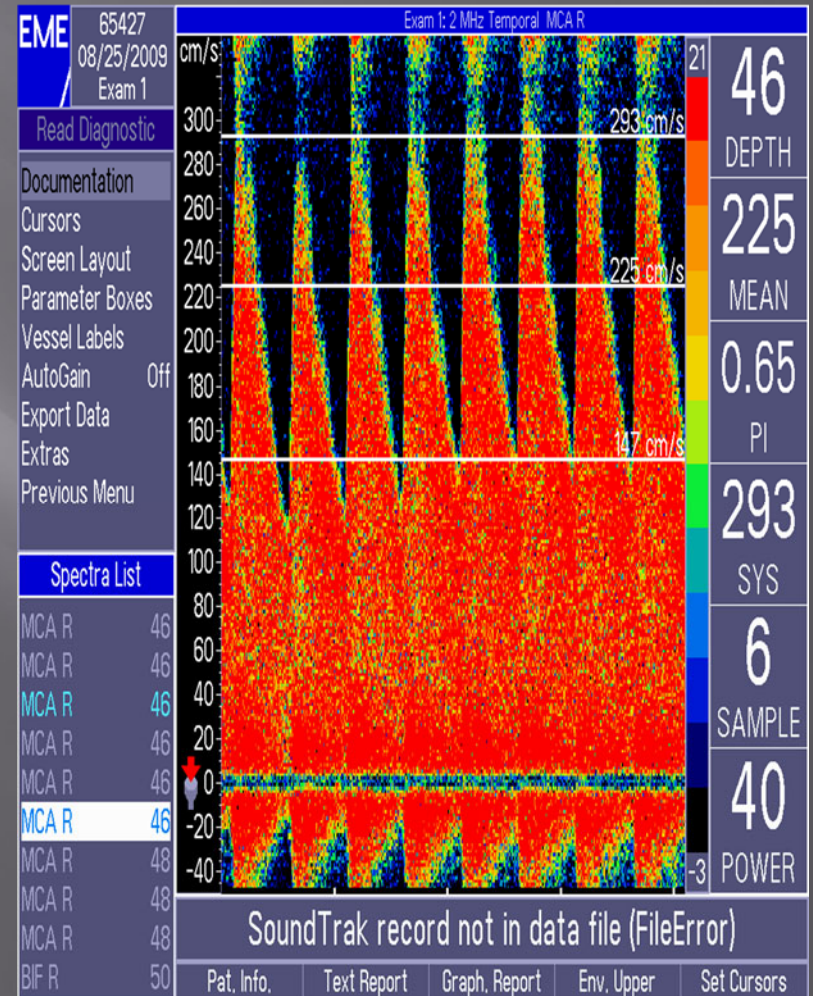 EME
65427
08/25/2009
Exam 1
Read Diagnostic
Documentation
Cursors
Screen Layout
Parameter Boxes
Vessel Labels
AutoGain Off
Export Data
Extras
Previous Menu
Spectra List
MCA R 46
MCA R 46
MCA R 46
MCA R 46
MCA R 46
MCA R 46
MCA R 48
MCA R 48
MCA R 48
BIF R 50
Exam 1: 2 MHz Temporal MCA R
cm/s
300
280
260
240
220
200
180
160
140
120
100
80
60
40
20
0
-20
-40
293 cm/s
225 cm/s
147 cm/s
21
-3
46
DEPTH
225
MEAN
0.65
PI
293
SYS
6
SAMPLE
40
POWER
SoundTrak record not in data file (FileError)
Pat. Info. Text Report Graph. Report Env. Upper Set Cursors